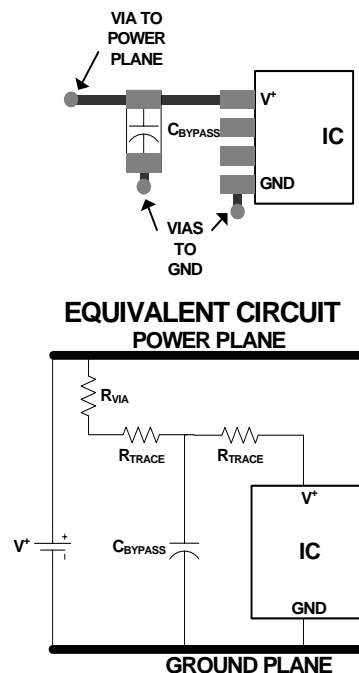 VIA TO
POWER
PLANE
V+
CBYPASS
IC
GND
VIAS
TO
GND
EQUIVALENT CIRCUIT
POWER PLANE
RVIA
RTRACE
RTRACE
V+
V+
+
-
CBYPASS
IC
GND
GROUND PLANE